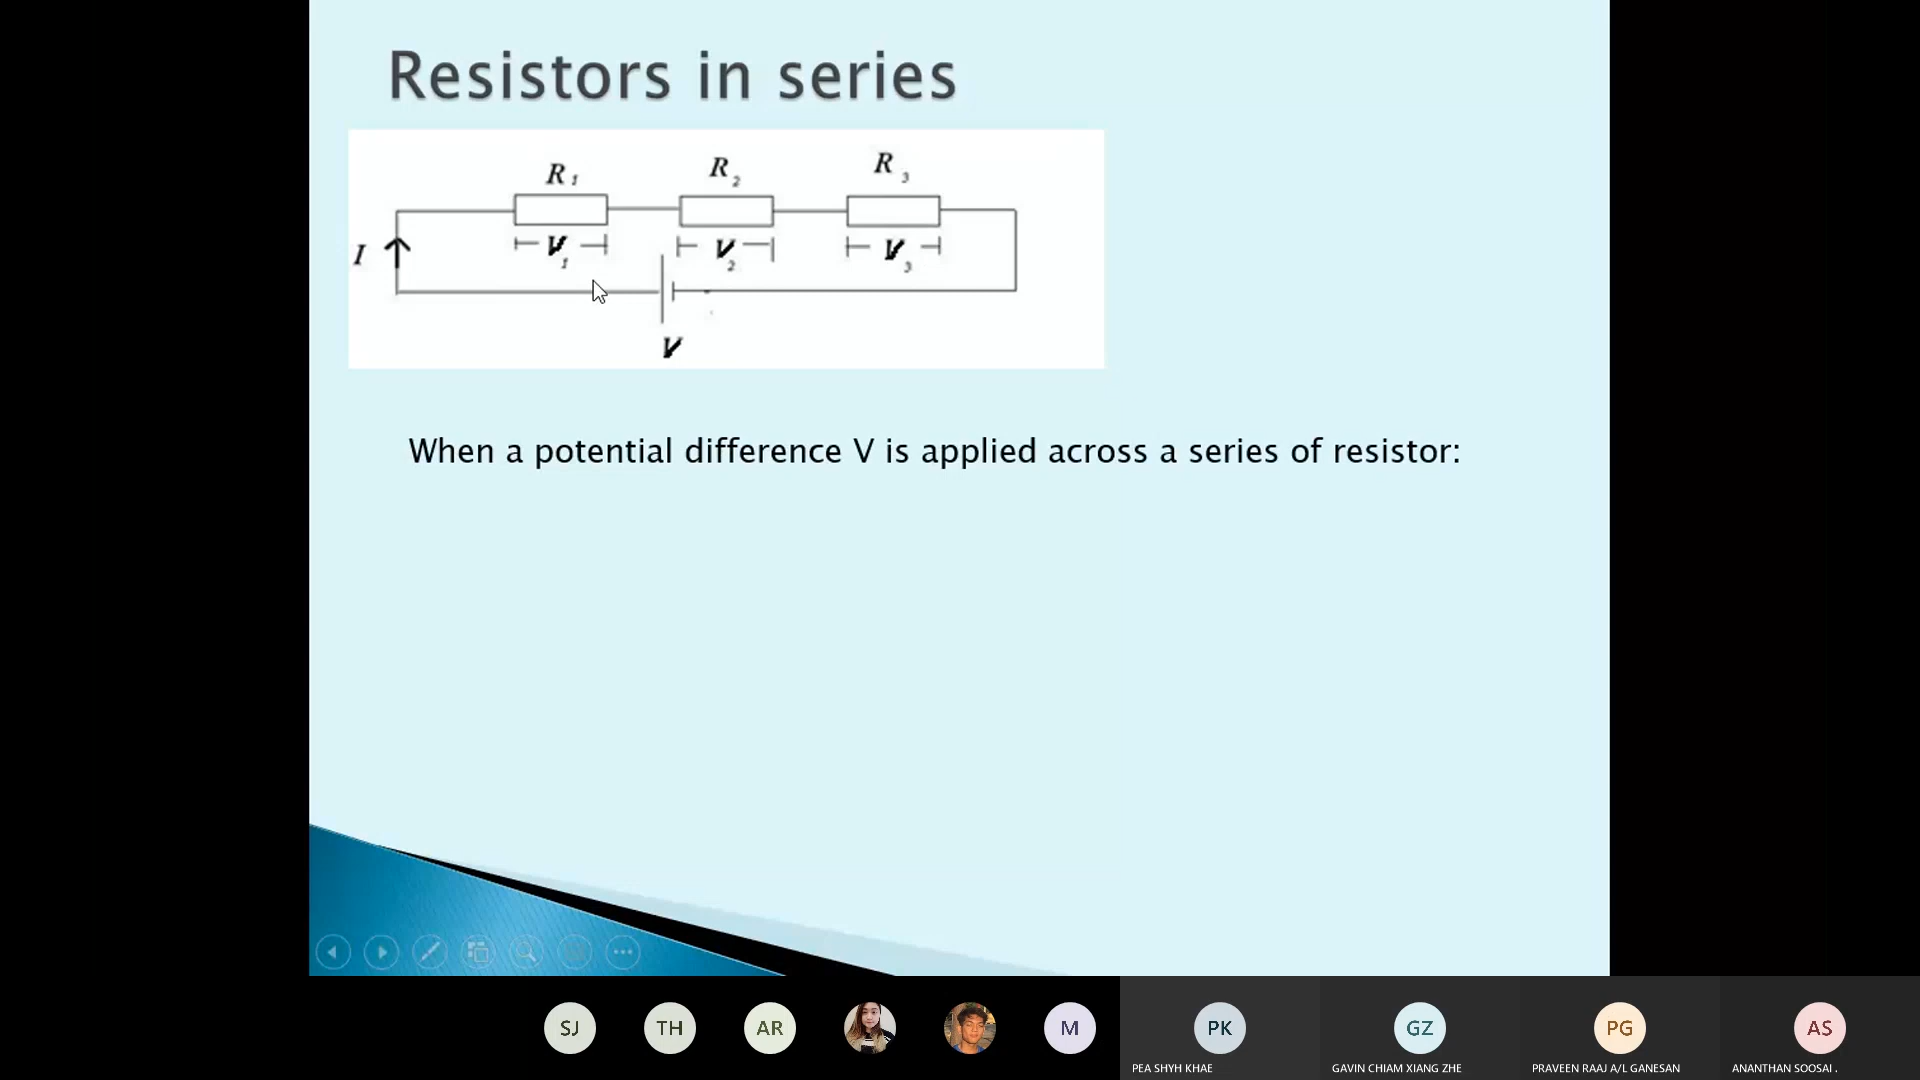 Resistors in series
R1 R2 R3
I V1 V2 V3
V
When a potential difference V is applied across a series of resistor:
SJ TH AR M PK GZ PG AS
PEA SHYH KHAE GAVIN CHIAM XIANG ZHE PRAVEEN RAAJ A/L GANESAN ANANTHAN SOOSAI .